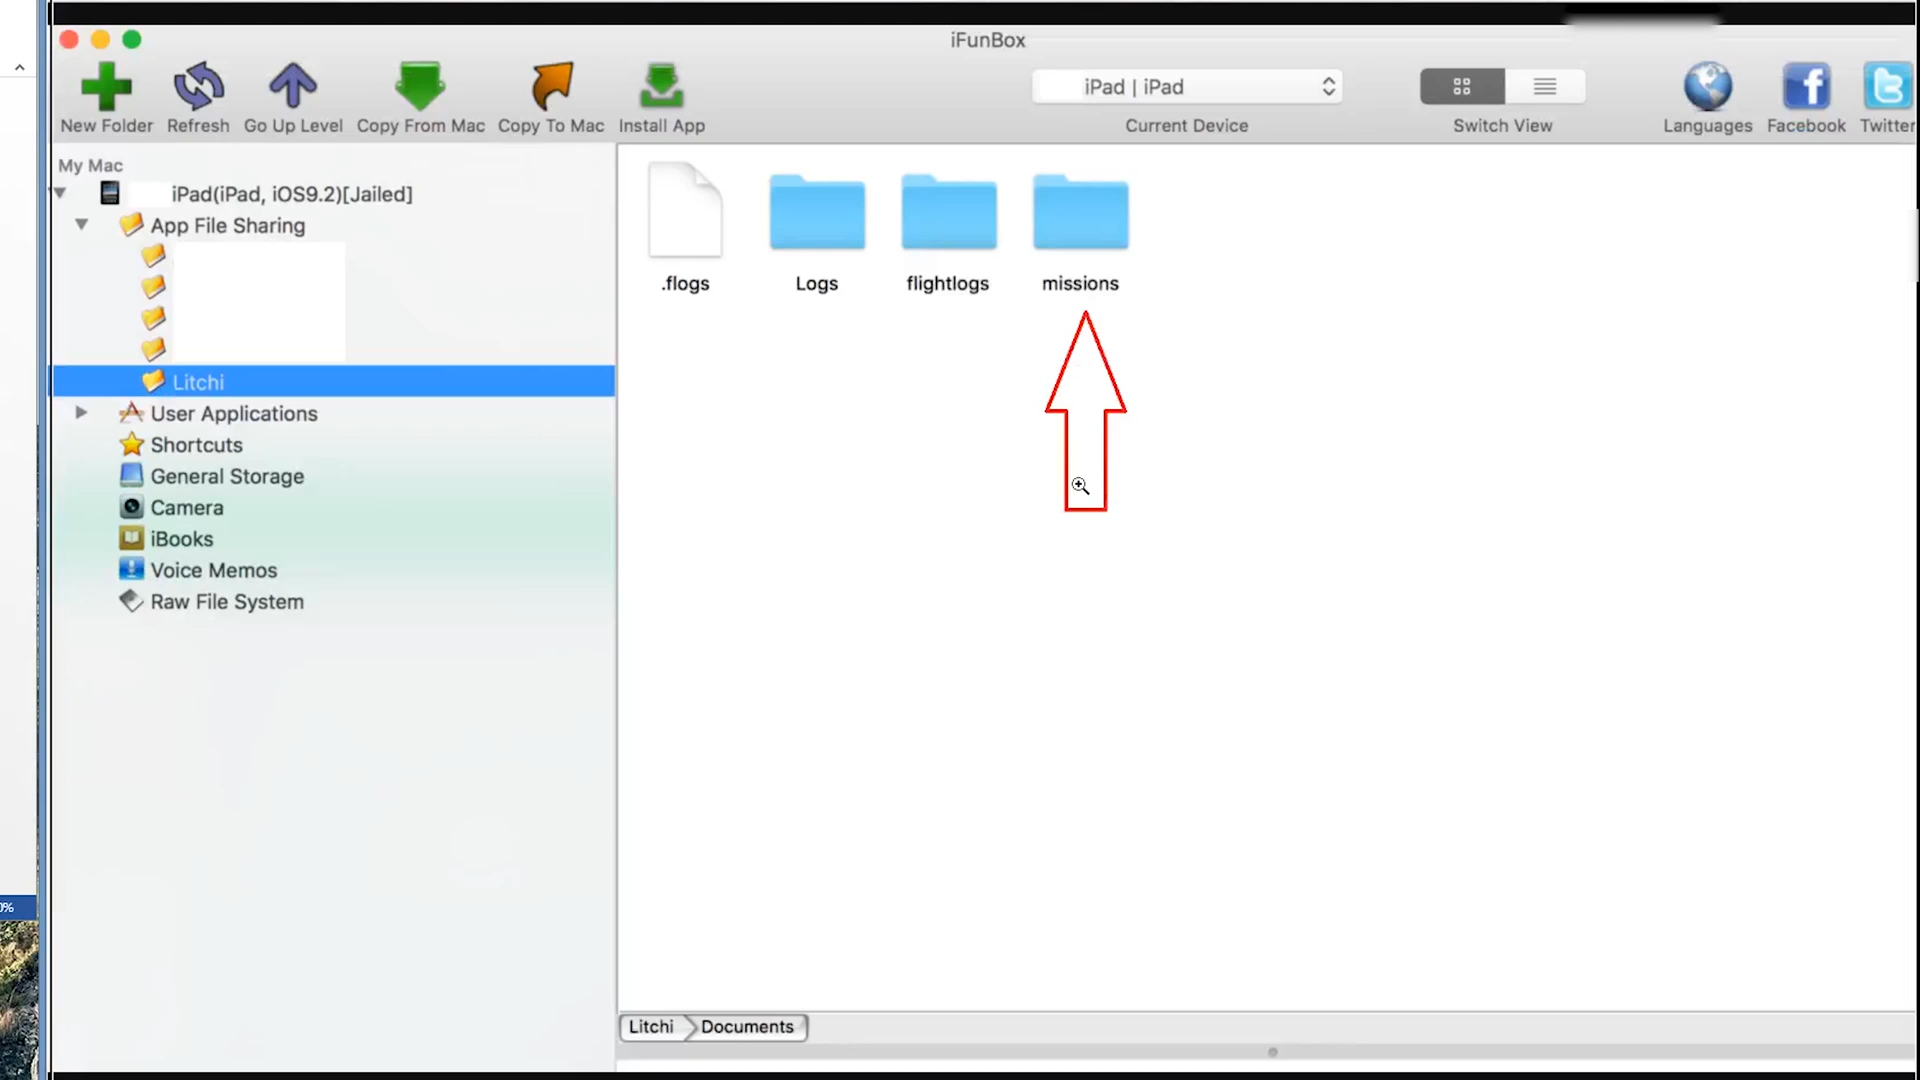 iFunBox
New Folder
Refresh
Go Up Level
Copy From Mac
Copy To Mac
Install App
iPad | iPad
Current Device
Switch View
Languages
Facebook
Twitter
My Mac
iPad(iPad, iOS9.2)[Jailed]
App File Sharing
Litchi
User Applications
Shortcuts
General Storage
Camera
iBooks
Voice Memos
Raw File System
.flogs
Logs
flightlogs
missions
Litchi
Documents